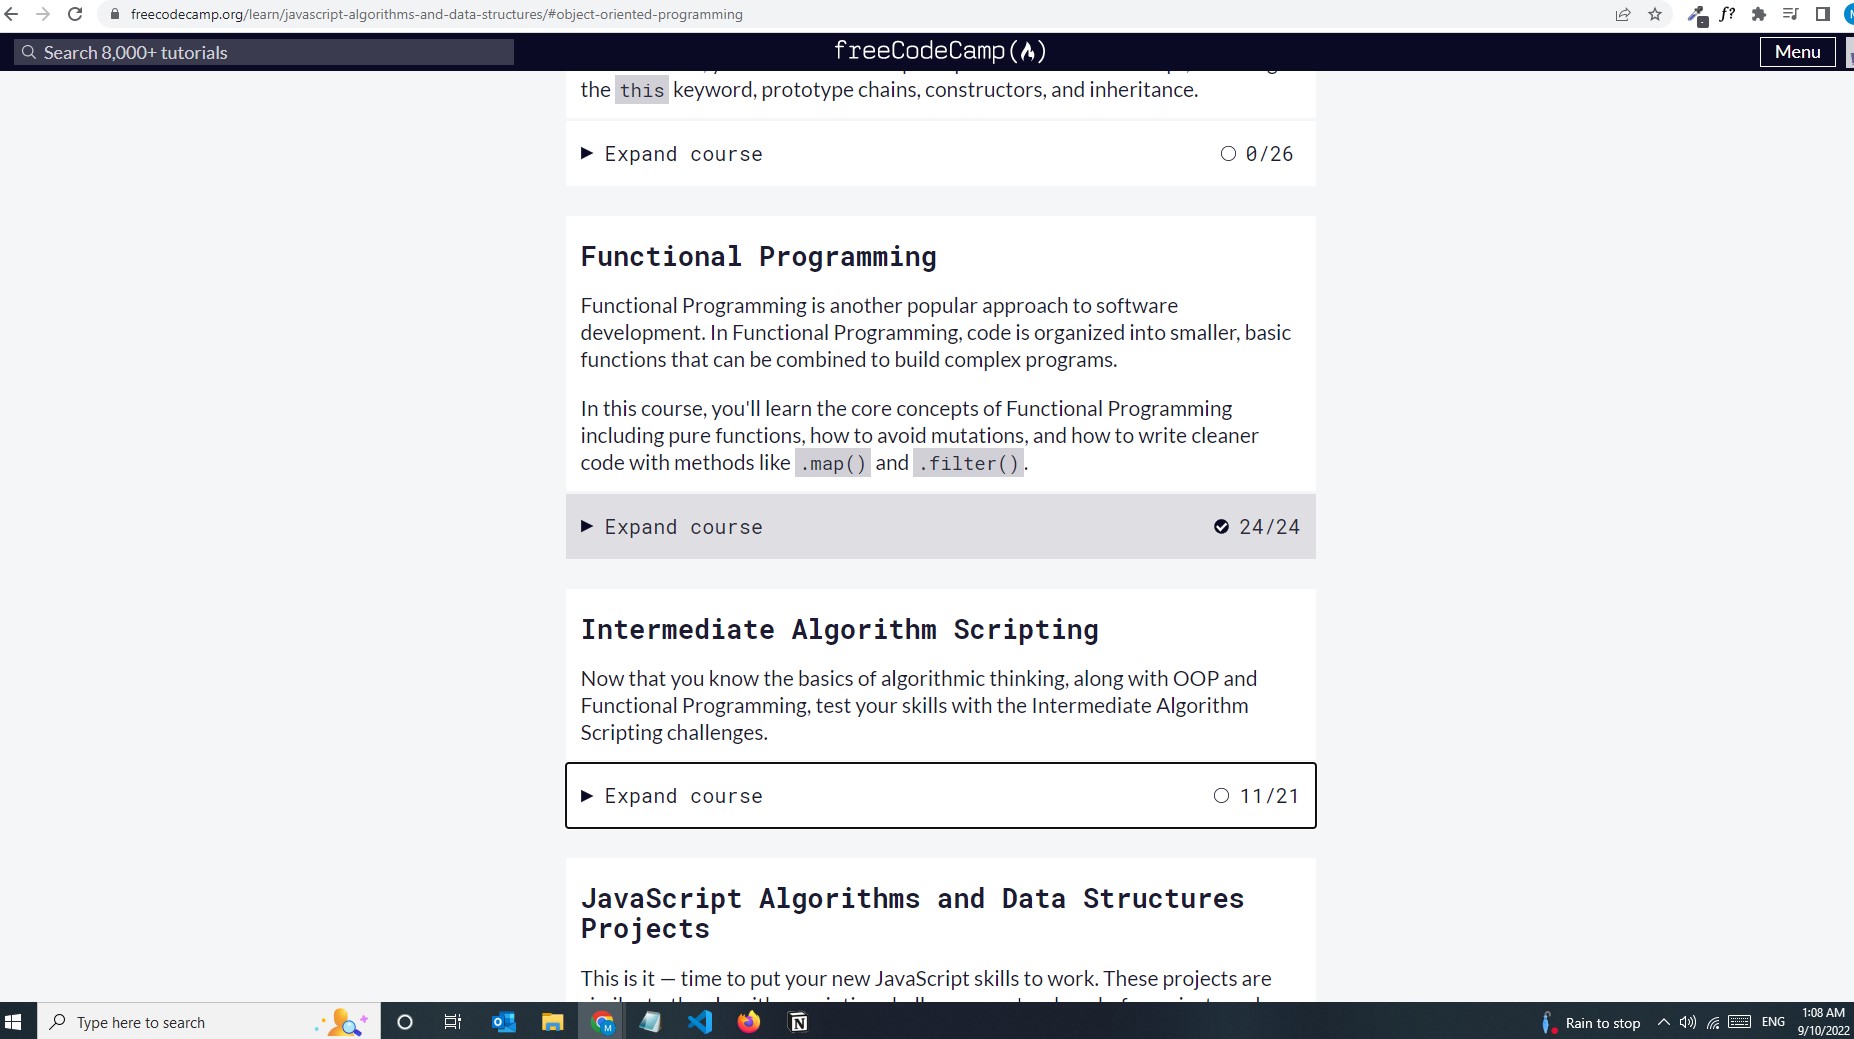 freecodecamp.org/learn/javascript-algorithms-and-data-structures/#object-oriented-programming
f?
Search 8,000+ tutorials
freeCodeCamp(🔥)
Menu
the this keyword, prototype chains, constructors, and inheritance.
Expand course 0/26
Functional Programming
Functional Programming is another popular approach to software
development. In Functional Programming, code is organized into smaller, basic
functions that can be combined to build complex programs.
In this course, you'll learn the core concepts of Functional Programming
including pure functions, how to avoid mutations, and how to write cleaner
code with methods like .map() and .filter().
Expand course 24/24
Intermediate Algorithm Scripting
Now that you know the basics of algorithmic thinking, along with OOP and
Functional Programming, test your skills with the Intermediate Algorithm
Scripting challenges.
Expand course 11/21
JavaScript Algorithms and Data Structures
Projects
This is it — time to put your new JavaScript skills to work. These projects are
Type here to search
Rain to stop
ENG
1:08 AM
9/10/2022